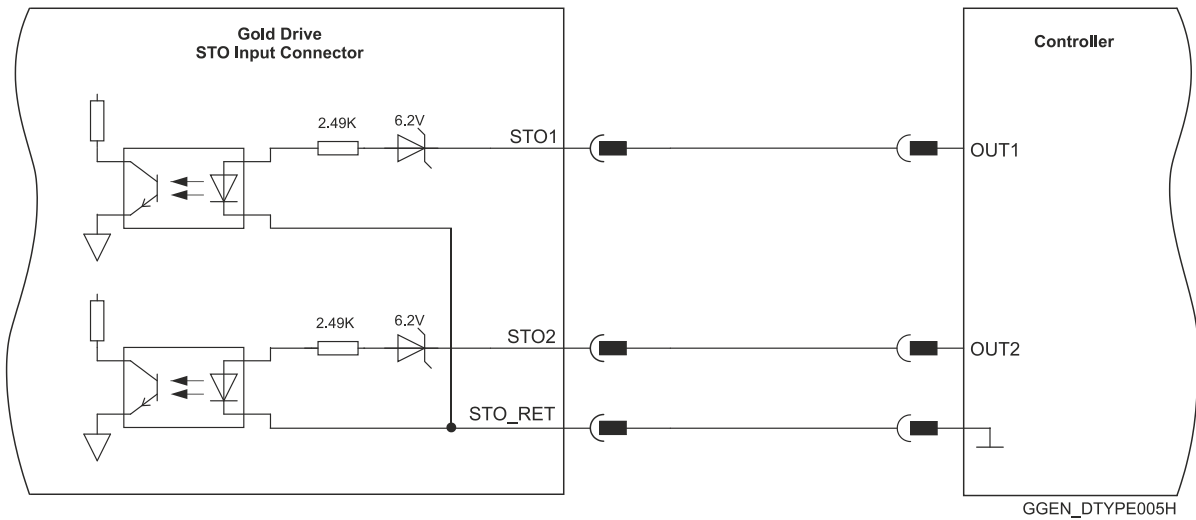 Gold Drive
STO Input Connector
Controller
2.49K
6.2V
STO1
OUT1
2.49K
6.2V
STO2
OUT2
STO_RET
GGEN_DTYPE005H